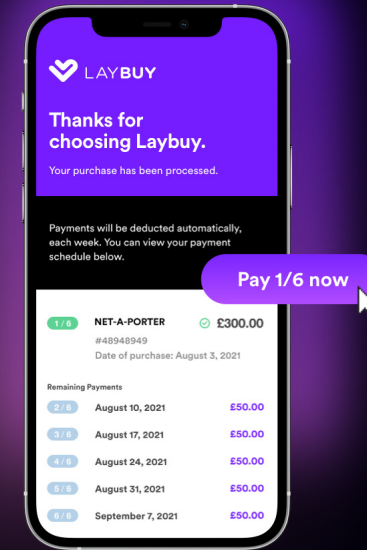 LAYBUY
Thanks for
choosing Laybuy.
Your purchase has been processed.
Payments will be deducted automatically,
each week. You can view your payment
schedule below.
Pay 1/6 now
1 / 6 NET-A-PORTER £300.00
#48948949
Date of purchase: August 3, 2021
Remaining Payments
2 / 6 August 10, 2021 £50.00
3 / 6 August 17, 2021 £50.00
4 / 6 August 24, 2021 £50.00
5 / 6 August 31, 2021 £50.00
6 / 6 September 7, 2021 £50.00